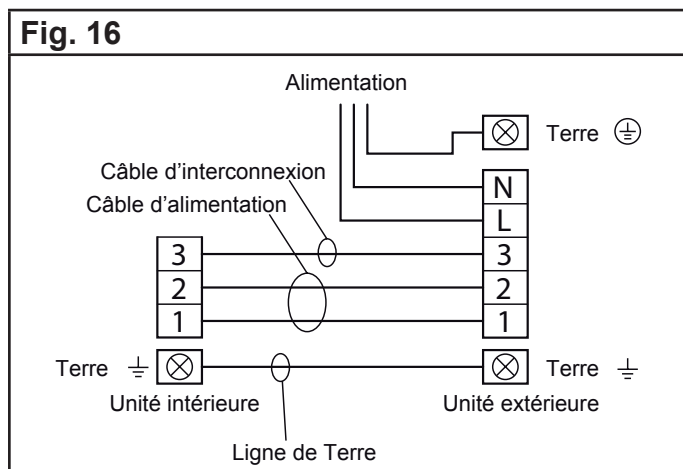 Fig. 16
Alimentation
Terre
Câble d'interconnexion
Câble d'alimentation
N
L
3 3
2 2
1 1
Terre Terre
Unité intérieure Unité extérieure
Ligne de Terre